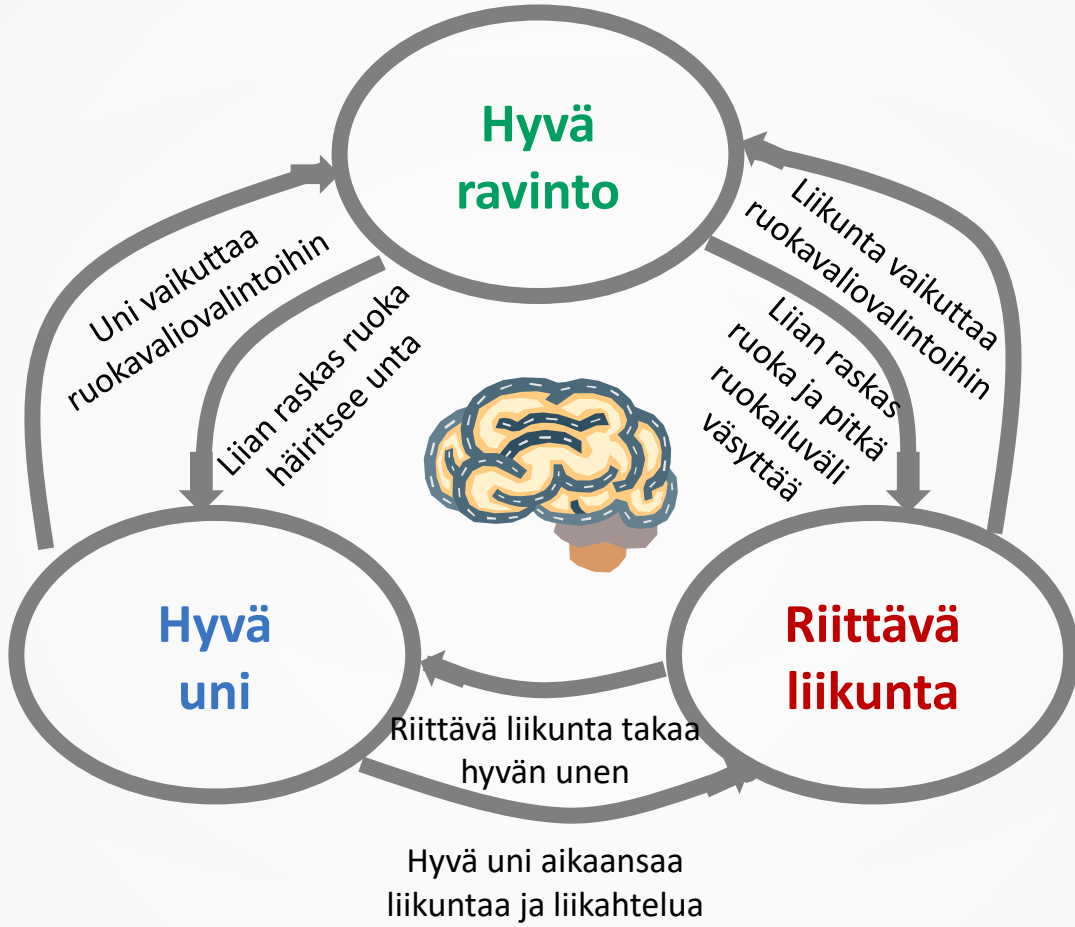 Hyvä
ravinto
Uni vaikuttaa
ruokavaliovalintoihin
Liian raskas ruoka
häiritsee unta
Liikunta vaikuttaa
ruokavaliovalintoihin
Liian raskas
ruoka ja pitkä
ruokailuväli
väsyttää
Hyvä
uni
Riittävä
liikunta
Riittävä liikunta takaa
hyvän unen
Hyvä uni aikaansaa
liikuntaa ja liikahtelua